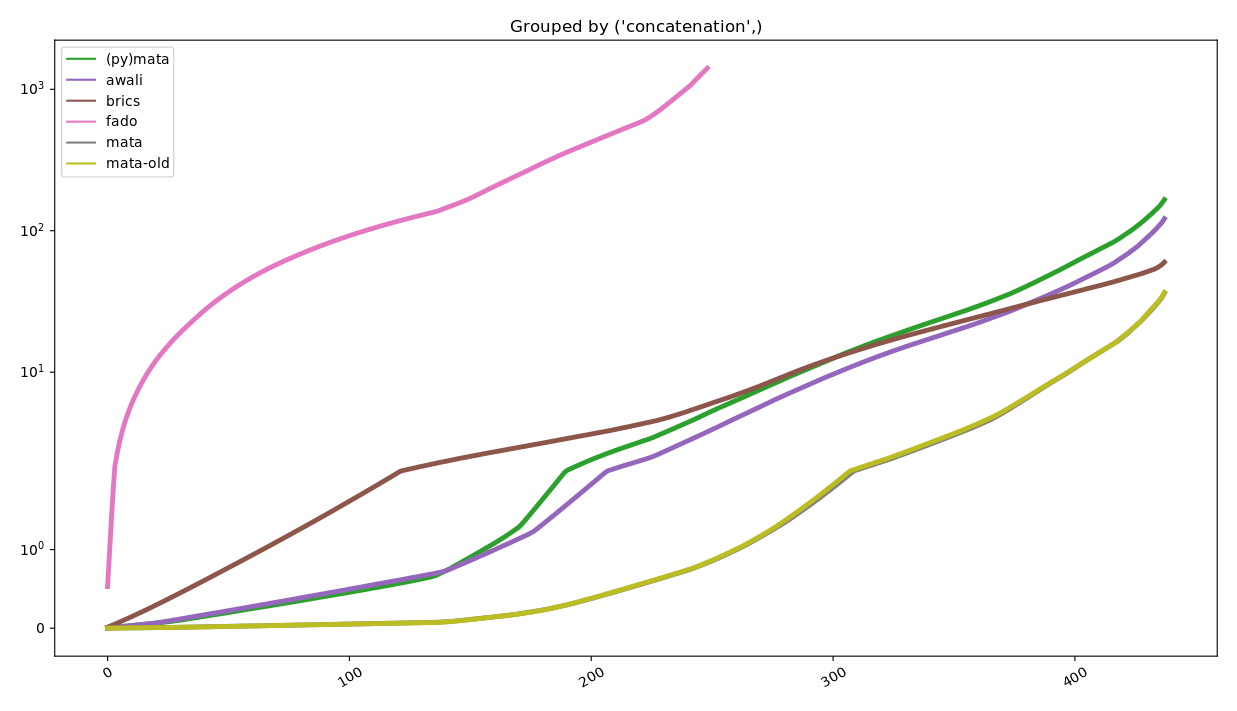 Grouped by ('concatenation',)
(py)mata
awali
brics
fado
mata
mata-old
10³
10²
10¹
10⁰
0
0
100
200
300
400